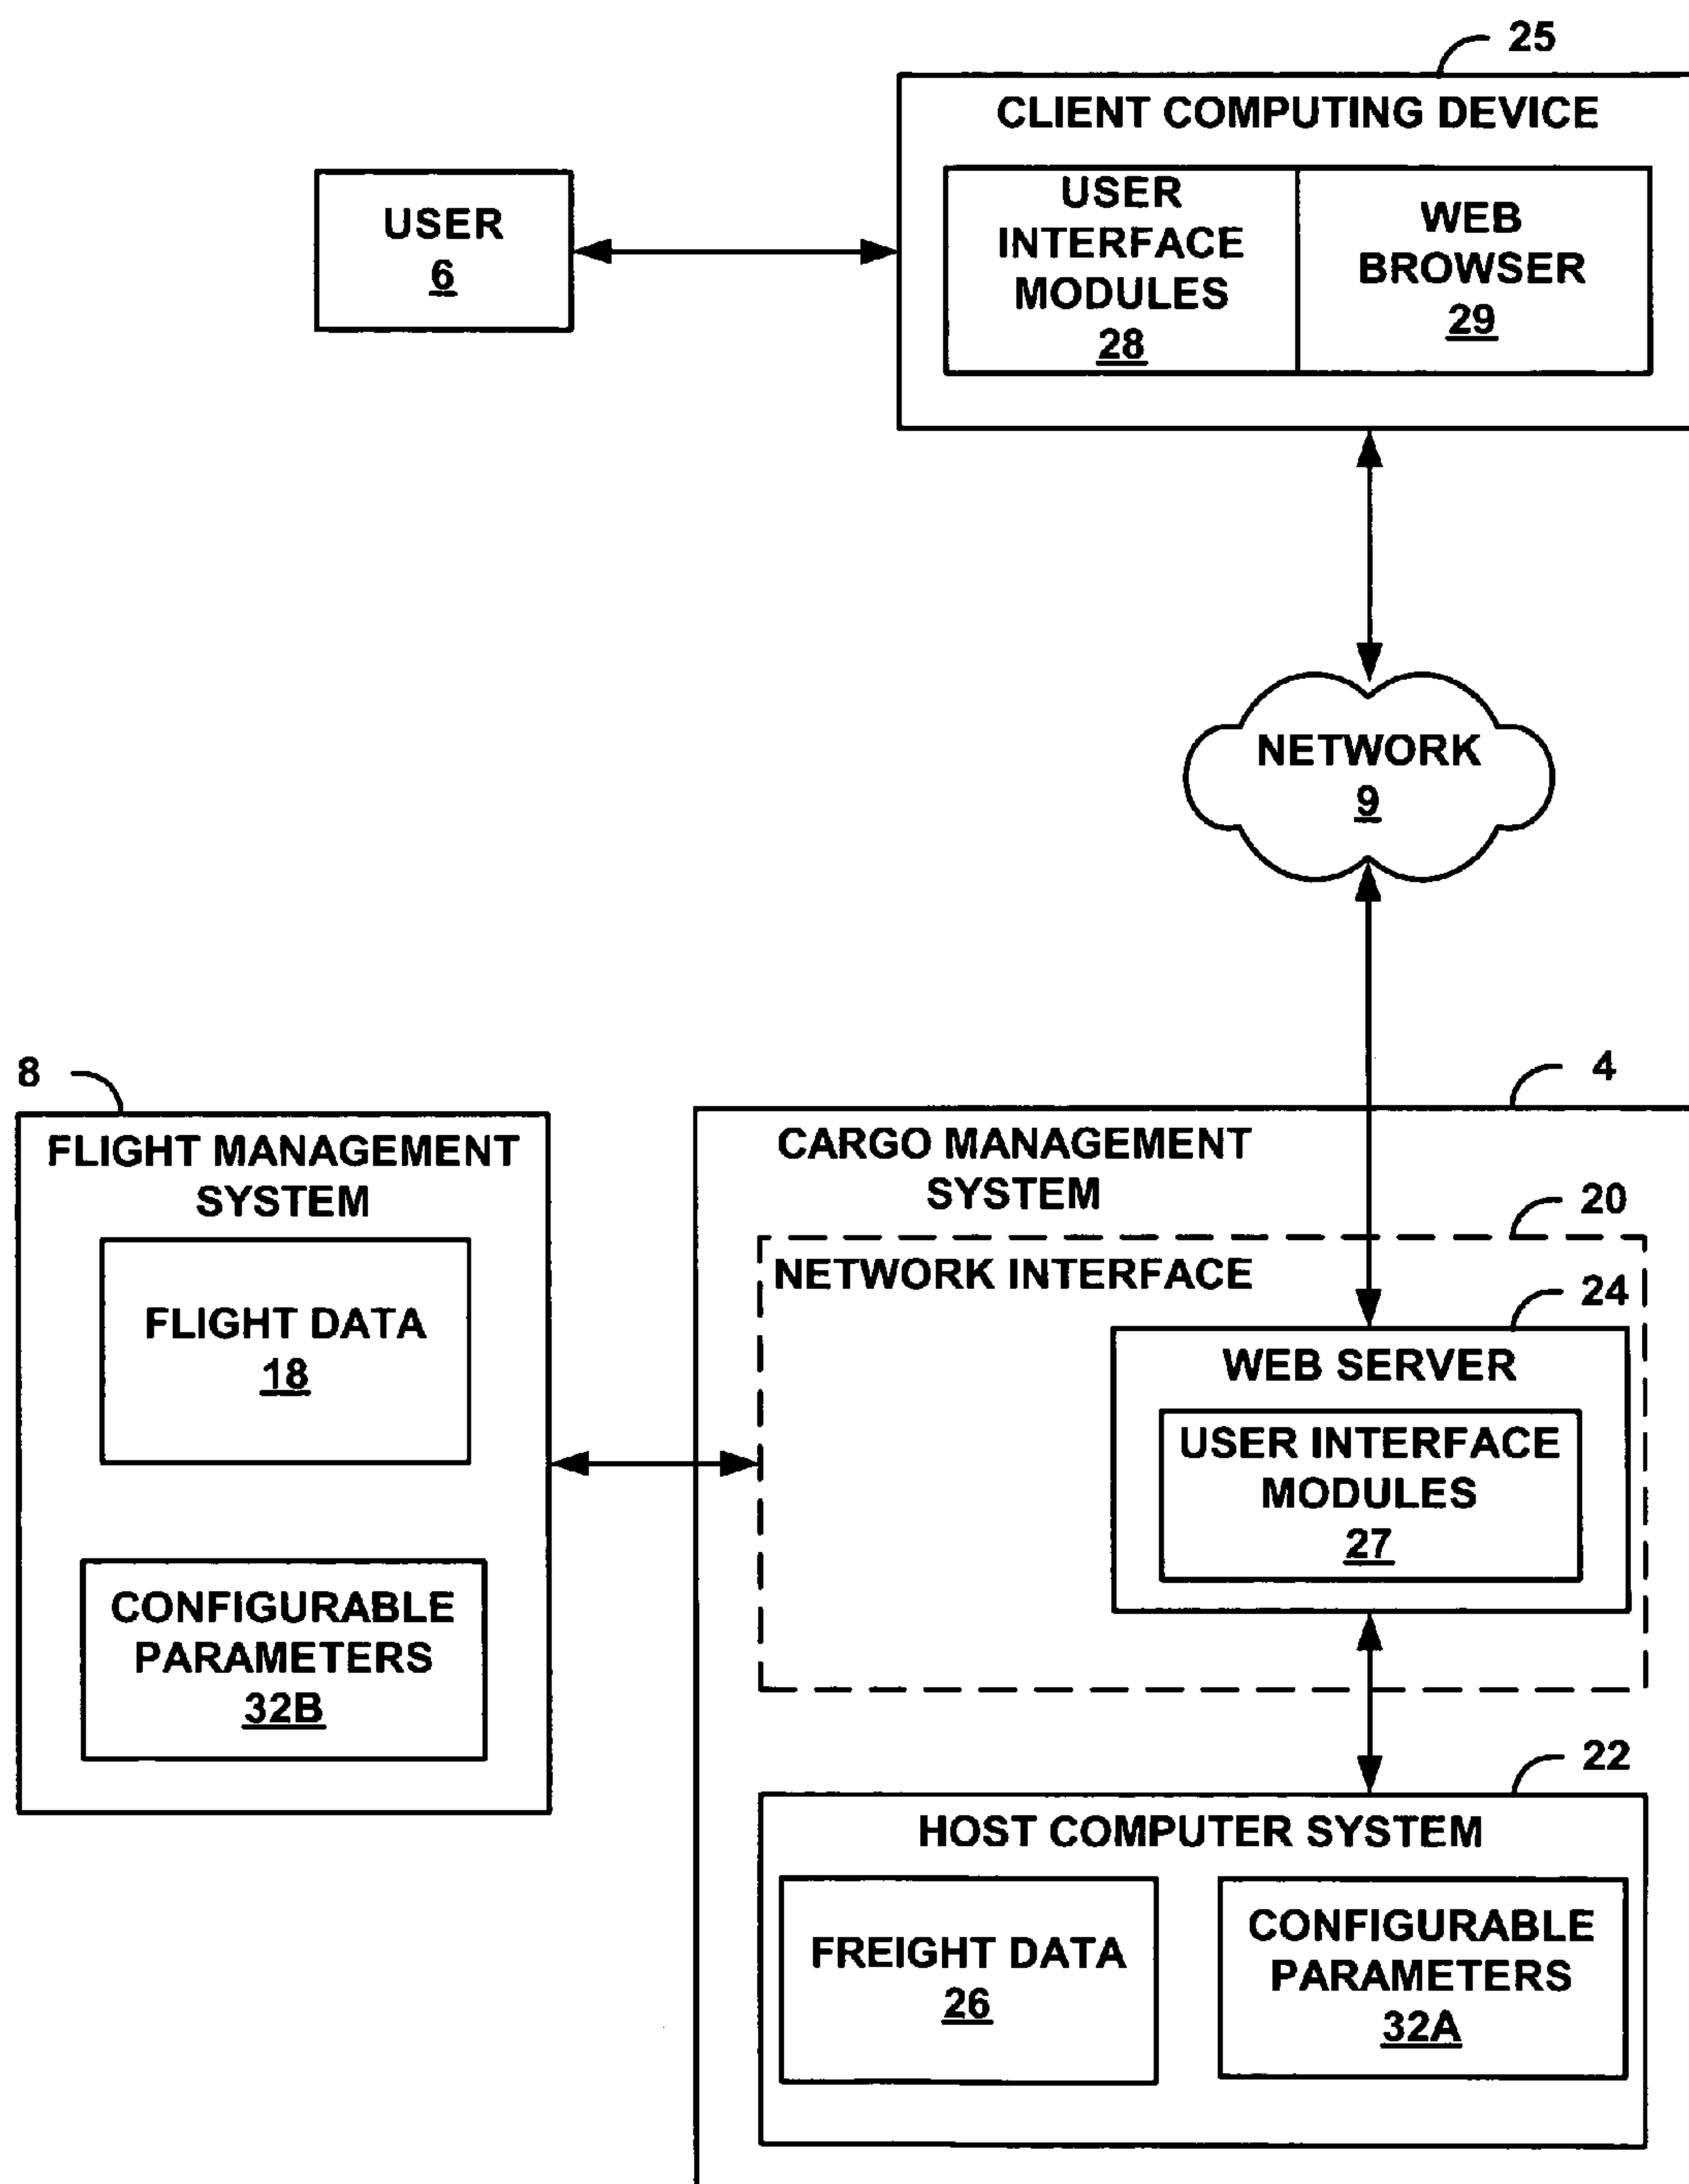 25
CLIENT COMPUTING DEVICE
USER
6
USER
INTERFACE
MODULES
28
WEB
BROWSER
29
NETWORK
9
8
FLIGHT MANAGEMENT
SYSTEM
FLIGHT DATA
18
CONFIGURABLE
PARAMETERS
32B
4
CARGO MANAGEMENT
SYSTEM
20
NETWORK INTERFACE
24
WEB SERVER
USER INTERFACE
MODULES
27
22
HOST COMPUTER SYSTEM
FREIGHT DATA
26
CONFIGURABLE
PARAMETERS
32A